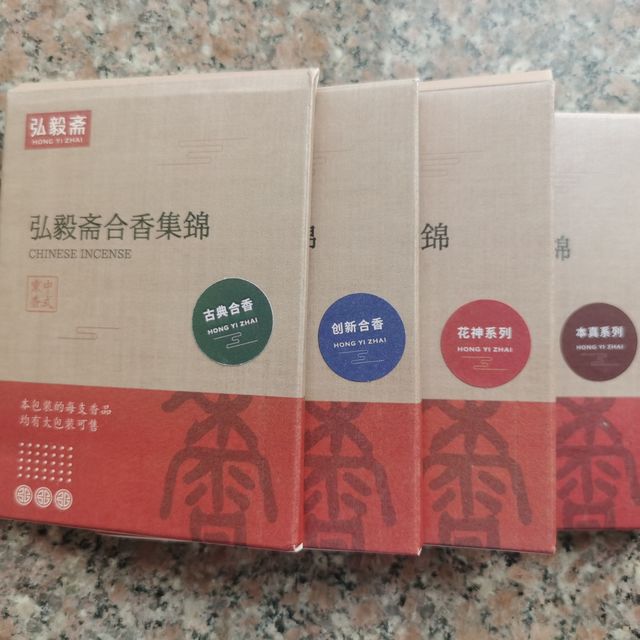 弘毅斋
HONG YI ZHAI
弘毅斋合香集錦
CHINESE INCENSE
古典合香
HONG YI ZHAI
本包裝的每支香品
均有大包裝可售
錦
创新合香
HONG YI ZHAI
錦
花神系列
HONG YI ZHAI
錦
本真系列
HONG YI ZHAI